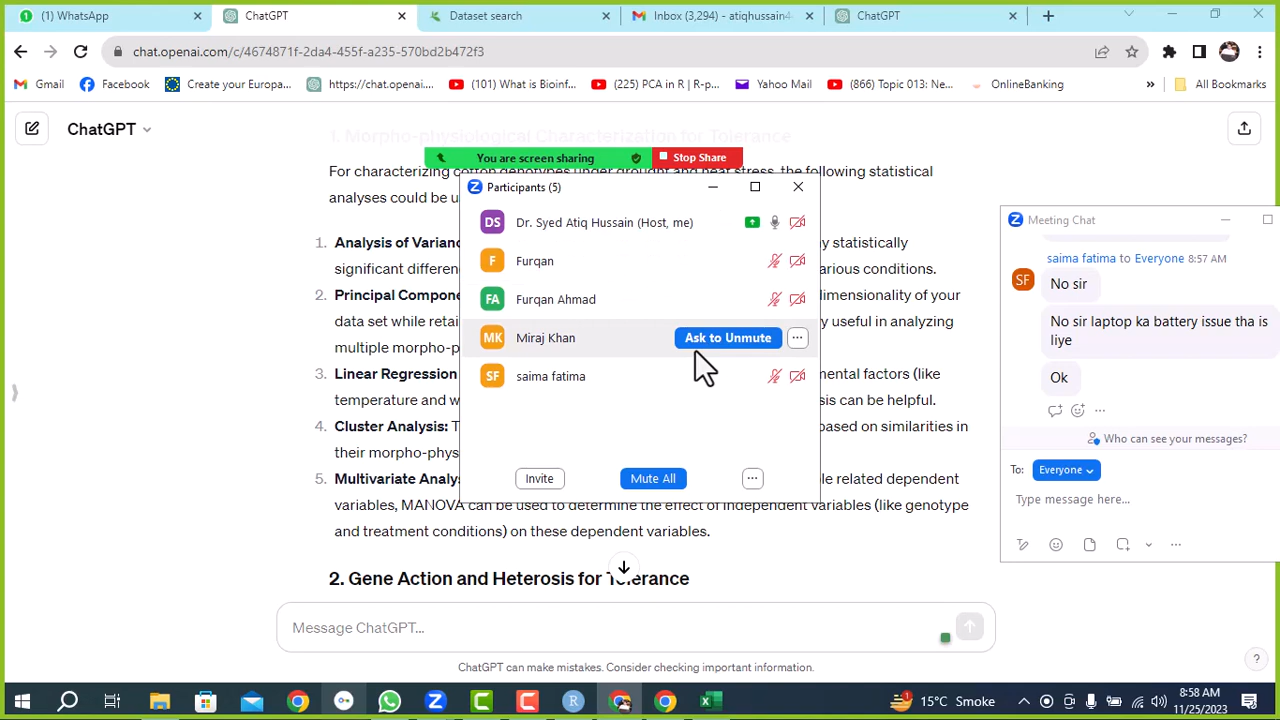 (1) WhatsApp
ChatGPT
Dataset search
Inbox (3,294) - atiqhussain4
ChatGPT
chat.openai.com/c/4674871f-2da4-455f-a235-570bd2b472f3
Gmail
Facebook
Create your Europa...
https://chat.openai....
(101) What is Bioinf...
(225) PCA in R | R-p...
Yahoo Mail
(866) Topic 013: Ne...
OnlineBanking
»
All Bookmarks
ChatGPT
1. Morpho-physiological Characterization for Tolerance
You are screen sharing
Stop Share
For characterizing cotton genotypes under drought and heat stress, the following statistical
analyses could be u
1. Analysis of Varianc
y statistically
significant differen
arious conditions.
2. Principal Compone
dimensionality of your
data set while retai
y useful in analyzing
multiple morpho-p
3. Linear Regression
mental factors (like
temperature and w
sis can be helpful.
4. Cluster Analysis: T
based on similarities in
their morpho-phys
5. Multivariate Analys
le related dependent
variables, MANOVA can be used to determine the effect of independent variables (like genotype
and treatment conditions) on these dependent variables.
2. Gene Action and Heterosis for Tolerance
Participants (5)
DS
Dr. Syed Atiq Hussain (Host, me)
F
Furqan
FA
Furqan Ahmad
MK
Miraj Khan
Ask to Unmute
SF
saima fatima
Invite
Mute All
Meeting Chat
saima fatima to Everyone 8:57 AM
SF
No sir
No sir laptop ka battery issue tha is
liye
Ok
Who can see your messages?
To: Everyone
Type message here...
Message ChatGPT...
ChatGPT can make mistakes. Consider checking important information.
?
1
15°C Smoke
8:58 AM
11/25/2023